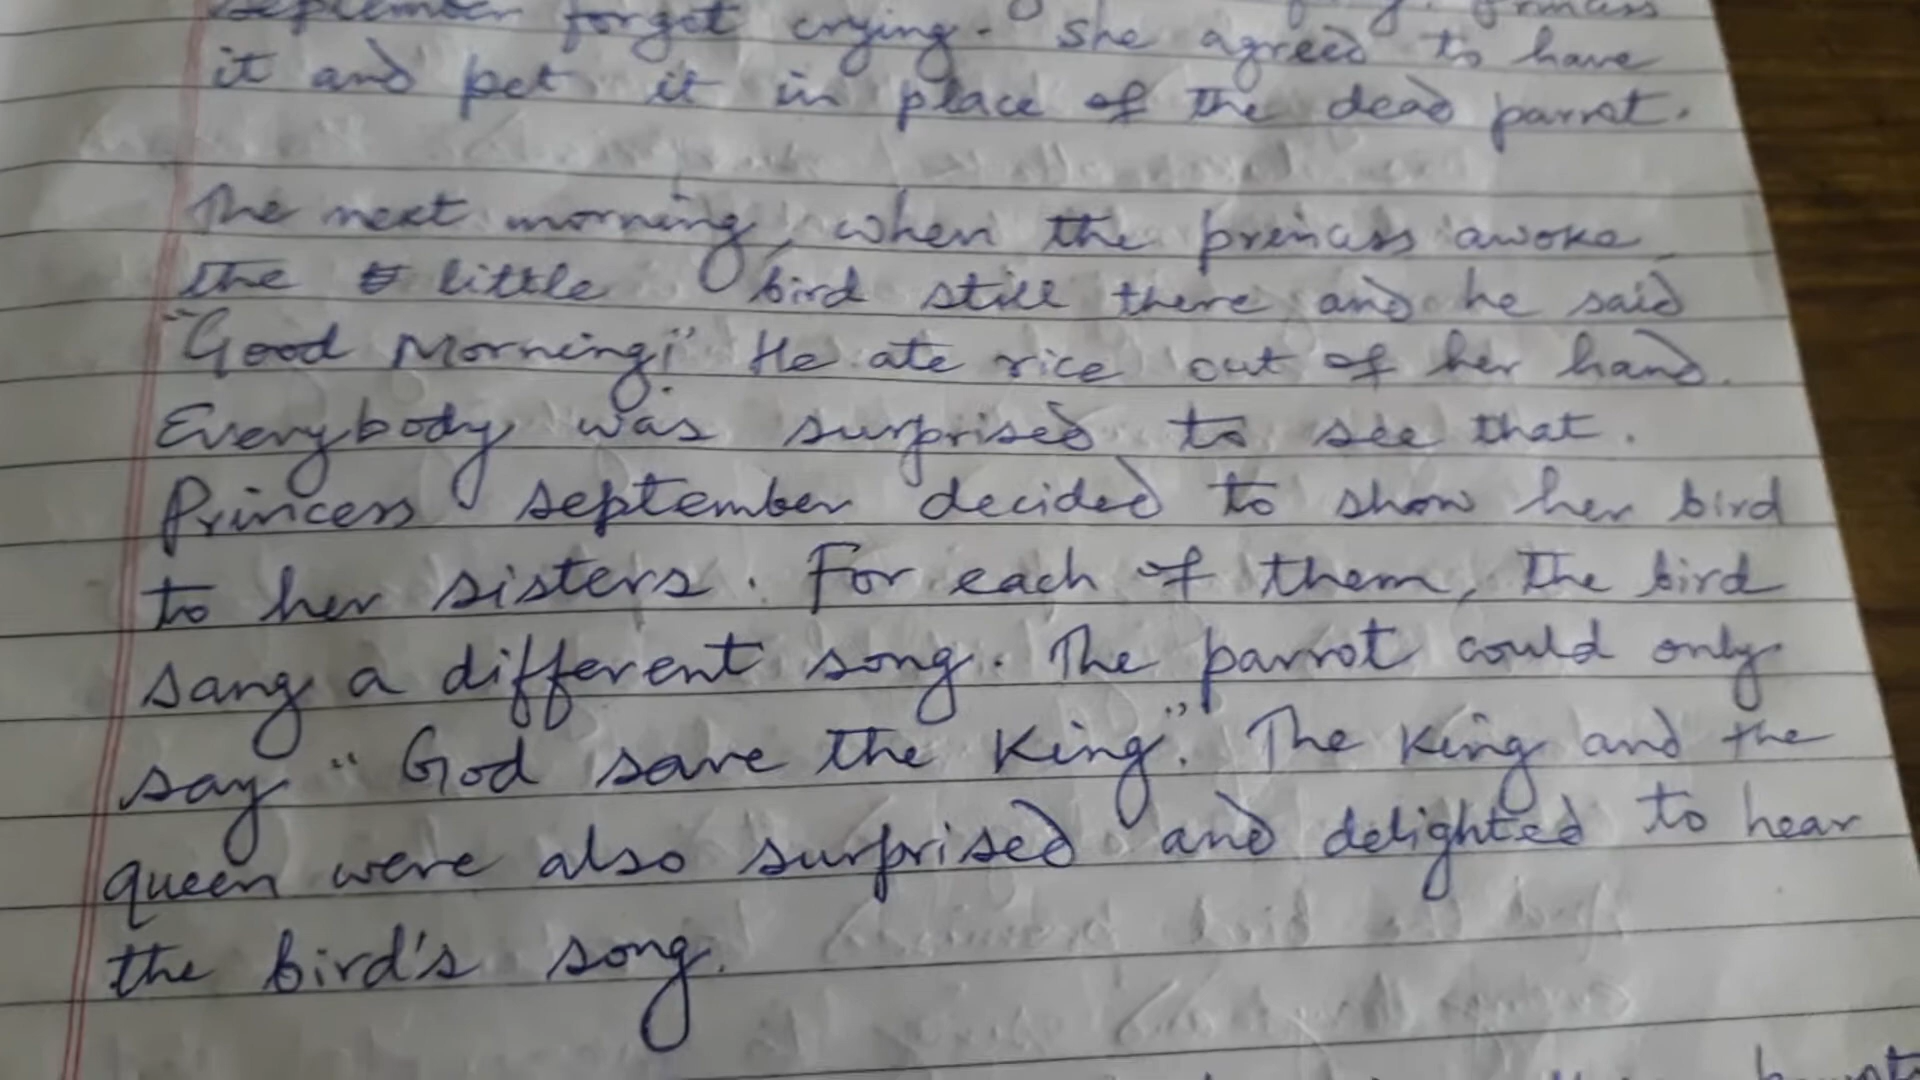 September forgot crying. She agreed to have
it and pet it in place of the dead parrot.
The next morning, when the princess awoke
the little bird still there and he said
"Good Morning!" He ate rice out of her hand.
Everybody was surprised to see that.
Princess September decided to show her bird
to her sisters. For each of them, the bird
sang a different song. The parrot could only
say "God save the King". The King and the
queen were also surprised and delighted to hear
the bird's song.